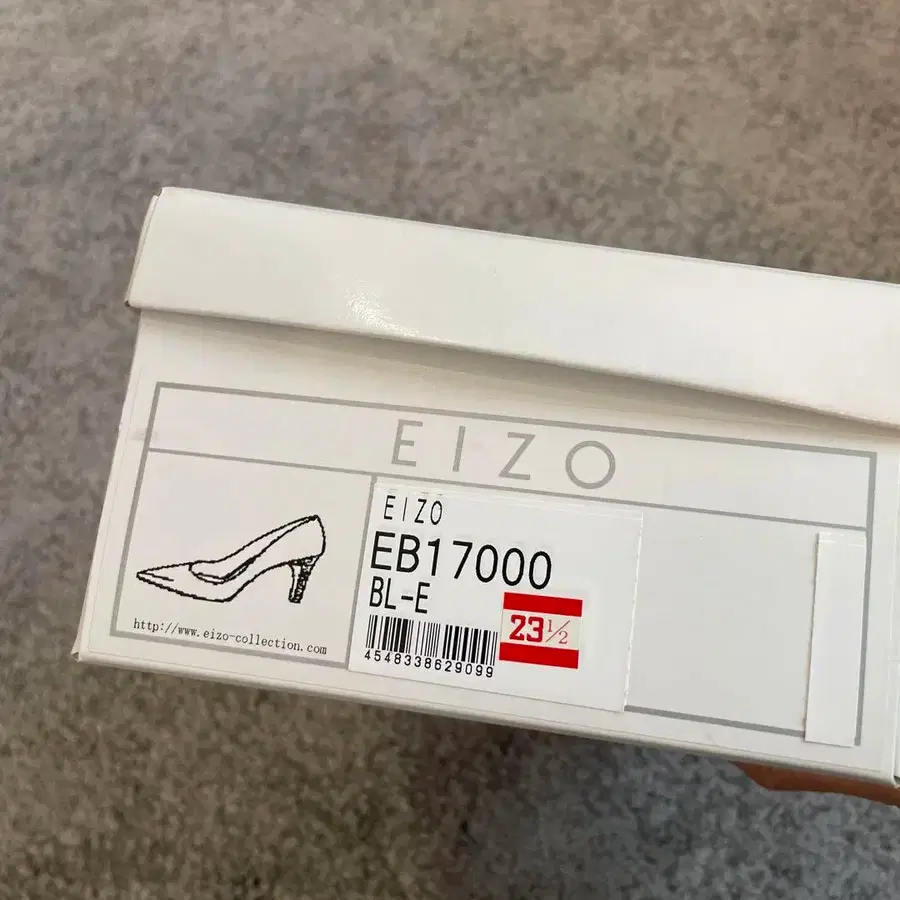 EIZO
EIZO
EB17000
BL-E
23 1/2
4548338629099
http://www.eizo-collection.com